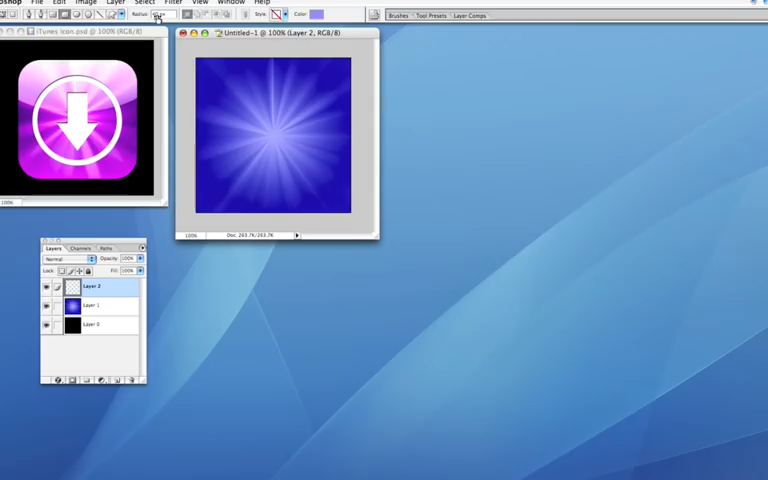 oshop File Edit Image Layer Select Filter View Window Help
Radius: Style: Color: Brushes Tool Presets Layer Comps
iTunes Icon.psd @ 100% (RGB/8)
Untitled-1 @ 100% (Layer 2, RGB/8)
100%
100% Doc: 263.7K/263.7K
Layers Channels Paths
Normal Opacity: 100%
Lock: Fill: 100%
Layer 2
Layer 1
Layer 0